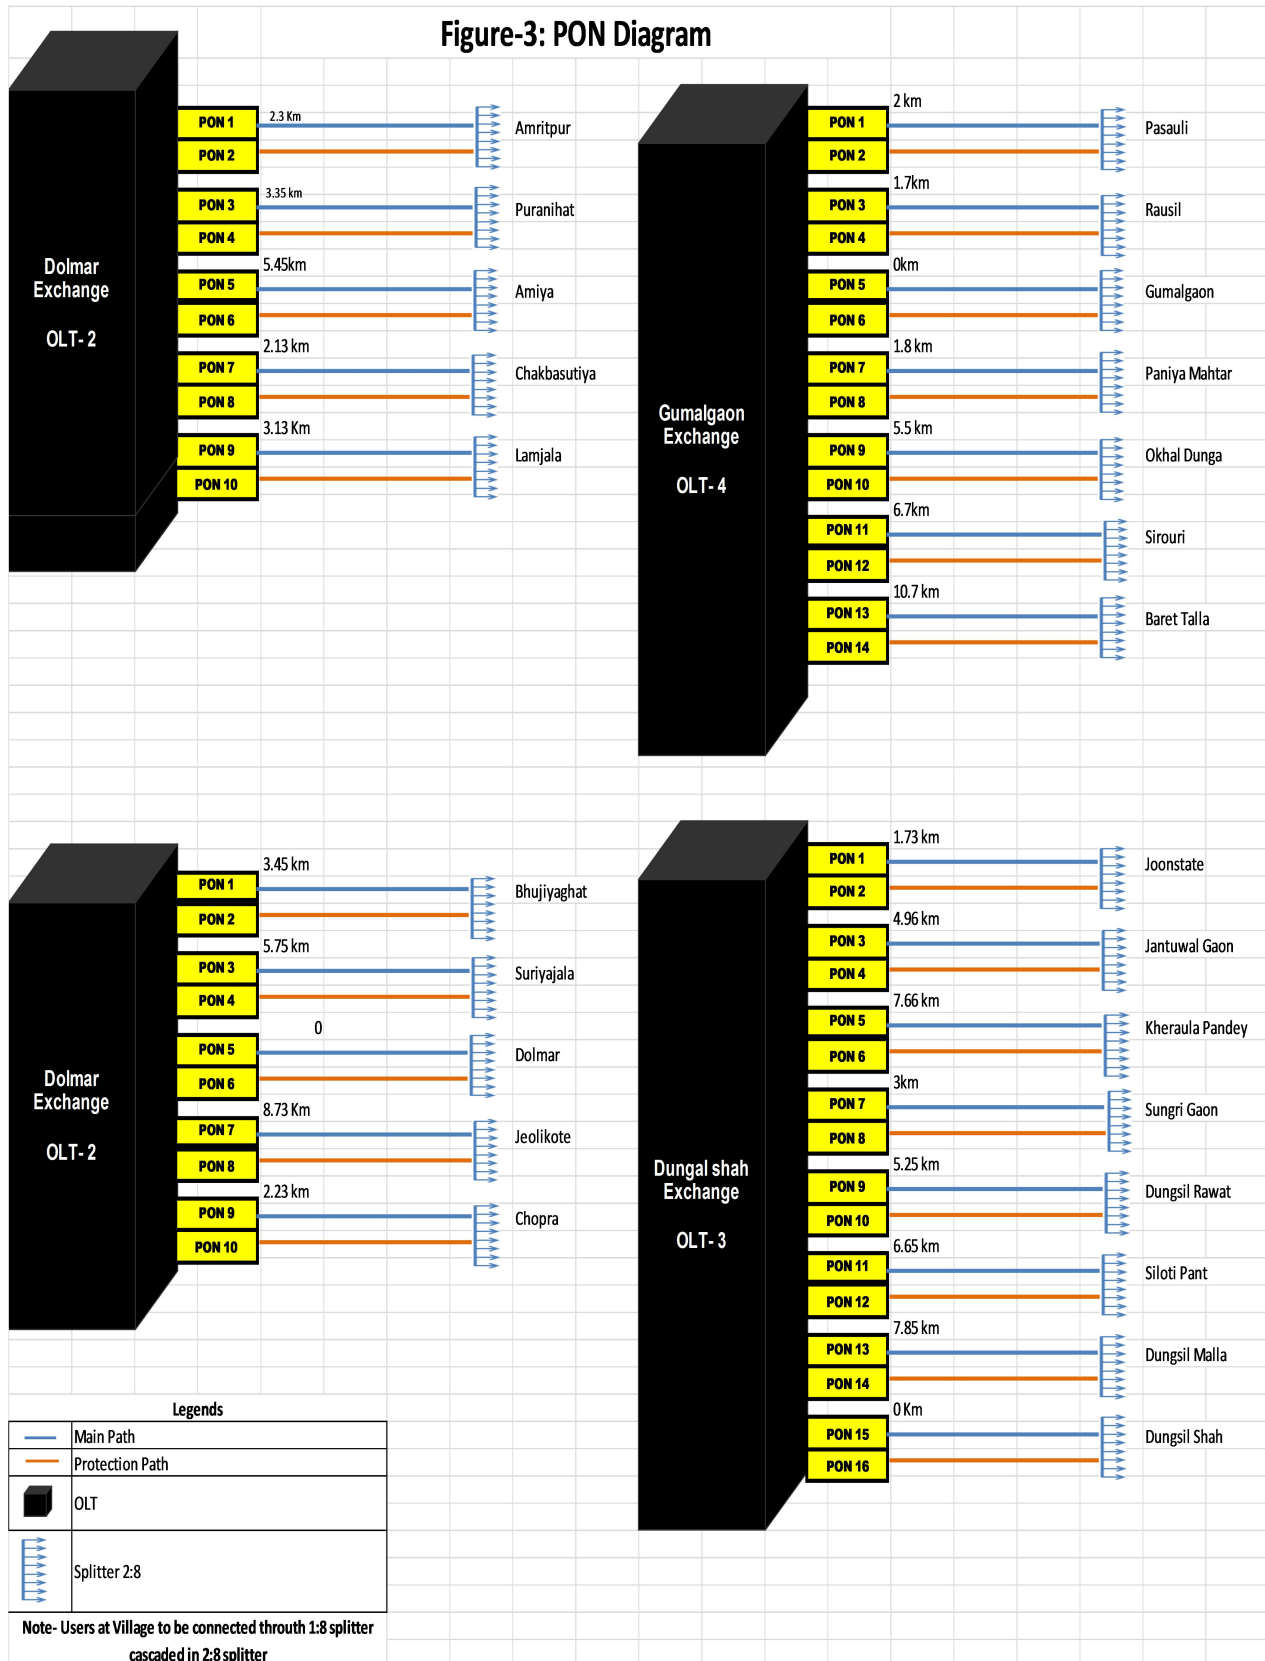 Figure-3: PON Diagram
Dolmar
Exchange
OLT- 2
PON 1
2.3 Km
Amritpur
PON 2
PON 3
3.35 km
Puranihat
PON 4
5.45km
PON 5
Amiya
PON 6
2.13 km
PON 7
Chakbasutiya
PON 8
3.13 Km
PON 9
Lamjala
PON 10
Gumalgaon
Exchange
OLT- 4
2 km
PON 1
Pasauli
PON 2
1.7km
PON 3
Rausil
PON 4
0km
PON 5
Gumalgaon
PON 6
1.8 km
PON 7
Paniya Mahtar
PON 8
5.5 km
PON 9
Okhal Dunga
PON 10
6.7km
PON 11
Sirouri
PON 12
10.7 km
PON 13
Baret Talla
PON 14
Dolmar
Exchange
OLT- 2
3.45 km
PON 1
Bhujiyaghat
PON 2
5.75 km
PON 3
Suriyajala
PON 4
0
PON 5
Dolmar
PON 6
8.73 Km
PON 7
Jeolikote
PON 8
2.23 km
PON 9
Chopra
PON 10
Dungal shah
Exchange
OLT- 3
1.73 km
PON 1
Joonstate
PON 2
4.96 km
PON 3
Jantuwal Gaon
PON 4
7.66 km
PON 5
Kheraula Pandey
PON 6
3km
PON 7
Sungri Gaon
PON 8
5.25 km
PON 9
Dungsil Rawat
PON 10
6.65 km
PON 11
Siloti Pant
PON 12
7.85 km
PON 13
Dungsil Malla
PON 14
0 Km
PON 15
Dungsil Shah
PON 16
Legends
Main Path
Protection Path
OLT
Splitter 2:8
Note- Users at Village to be connected throuth 1:8 splitter
cascaded in 2:8 splitter